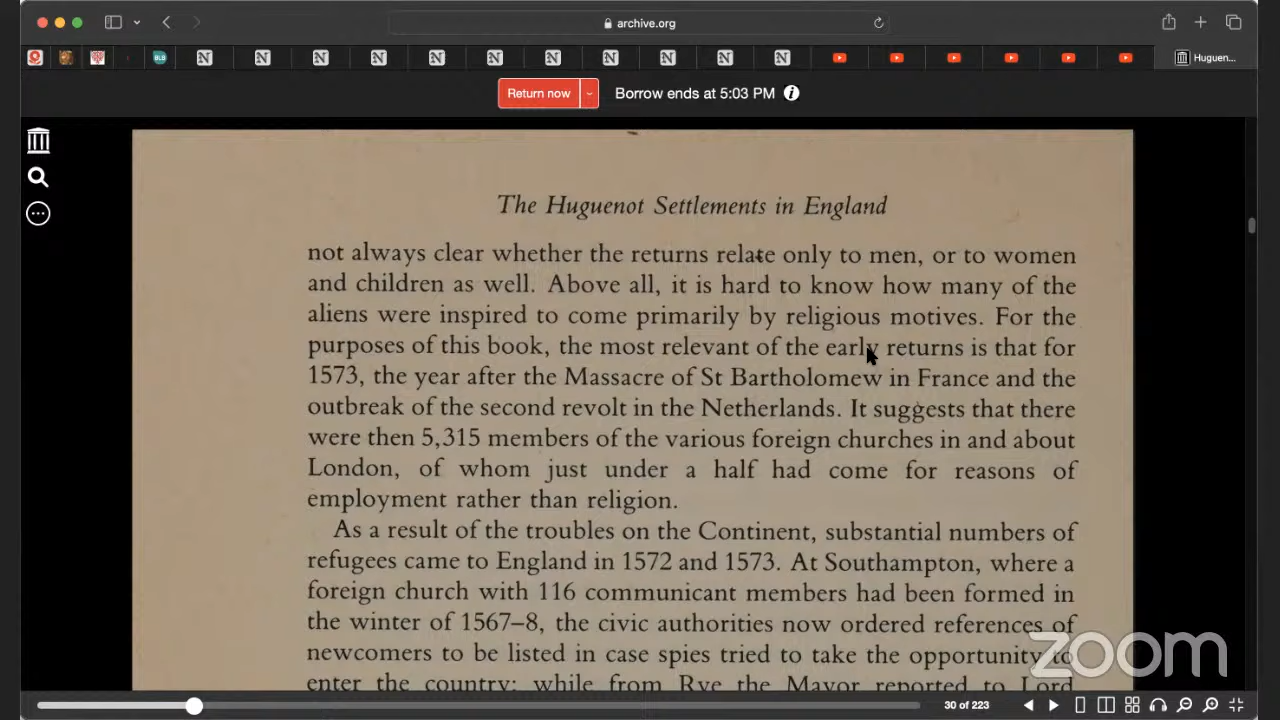 archive.org
BLB
Huguen...
Return now
Borrow ends at 5:03 PM
The Huguenot Settlements in England
not always clear whether the returns relate only to men, or to women
and children as well. Above all, it is hard to know how many of the
aliens were inspired to come primarily by religious motives. For the
purposes of this book, the most relevant of the early returns is that for
1573, the year after the Massacre of St Bartholomew in France and the
outbreak of the second revolt in the Netherlands. It suggests that there
were then 5,315 members of the various foreign churches in and about
London, of whom just under a half had come for reasons of
employment rather than religion.
As a result of the troubles on the Continent, substantial numbers of
refugees came to England in 1572 and 1573. At Southampton, where a
foreign church with 116 communicant members had been formed in
the winter of 1567–8, the civic authorities now ordered references of
newcomers to be listed in case spies tried to take the opportunity to
enter the country; while from Rye the Mayor reported to Lord
zoom
30 of 223